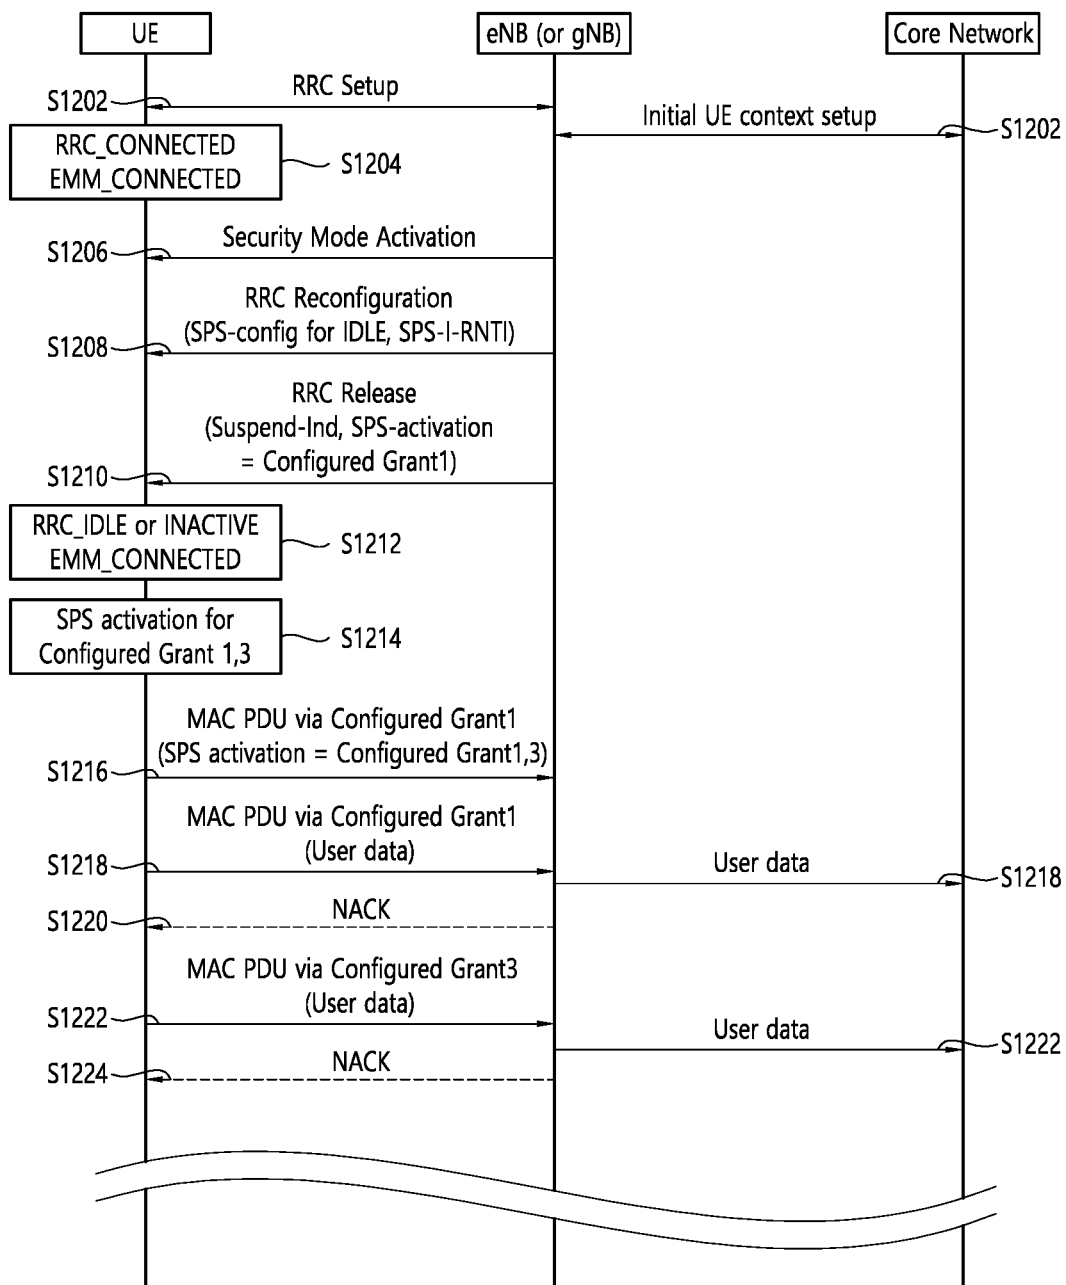 UE
eNB (or gNB)
Core Network
RRC Setup
S1202
Initial UE context setup
S1202
RRC_CONNECTED
EMM_CONNECTED
S1204
Security Mode Activation
S1206
RRC Reconfiguration
(SPS-config for IDLE, SPS-I-RNTI)
S1208
RRC Release
(Suspend-Ind, SPS-activation
= Configured Grant1)
S1210
RRC_IDLE or INACTIVE
EMM_CONNECTED
S1212
SPS activation for
Configured Grant 1,3
S1214
MAC PDU via Configured Grant1
(SPS activation = Configured Grant1,3)
S1216
MAC PDU via Configured Grant1
(User data)
S1218
User data
S1218
NACK
S1220
MAC PDU via Configured Grant3
(User data)
S1222
User data
S1222
NACK
S1224